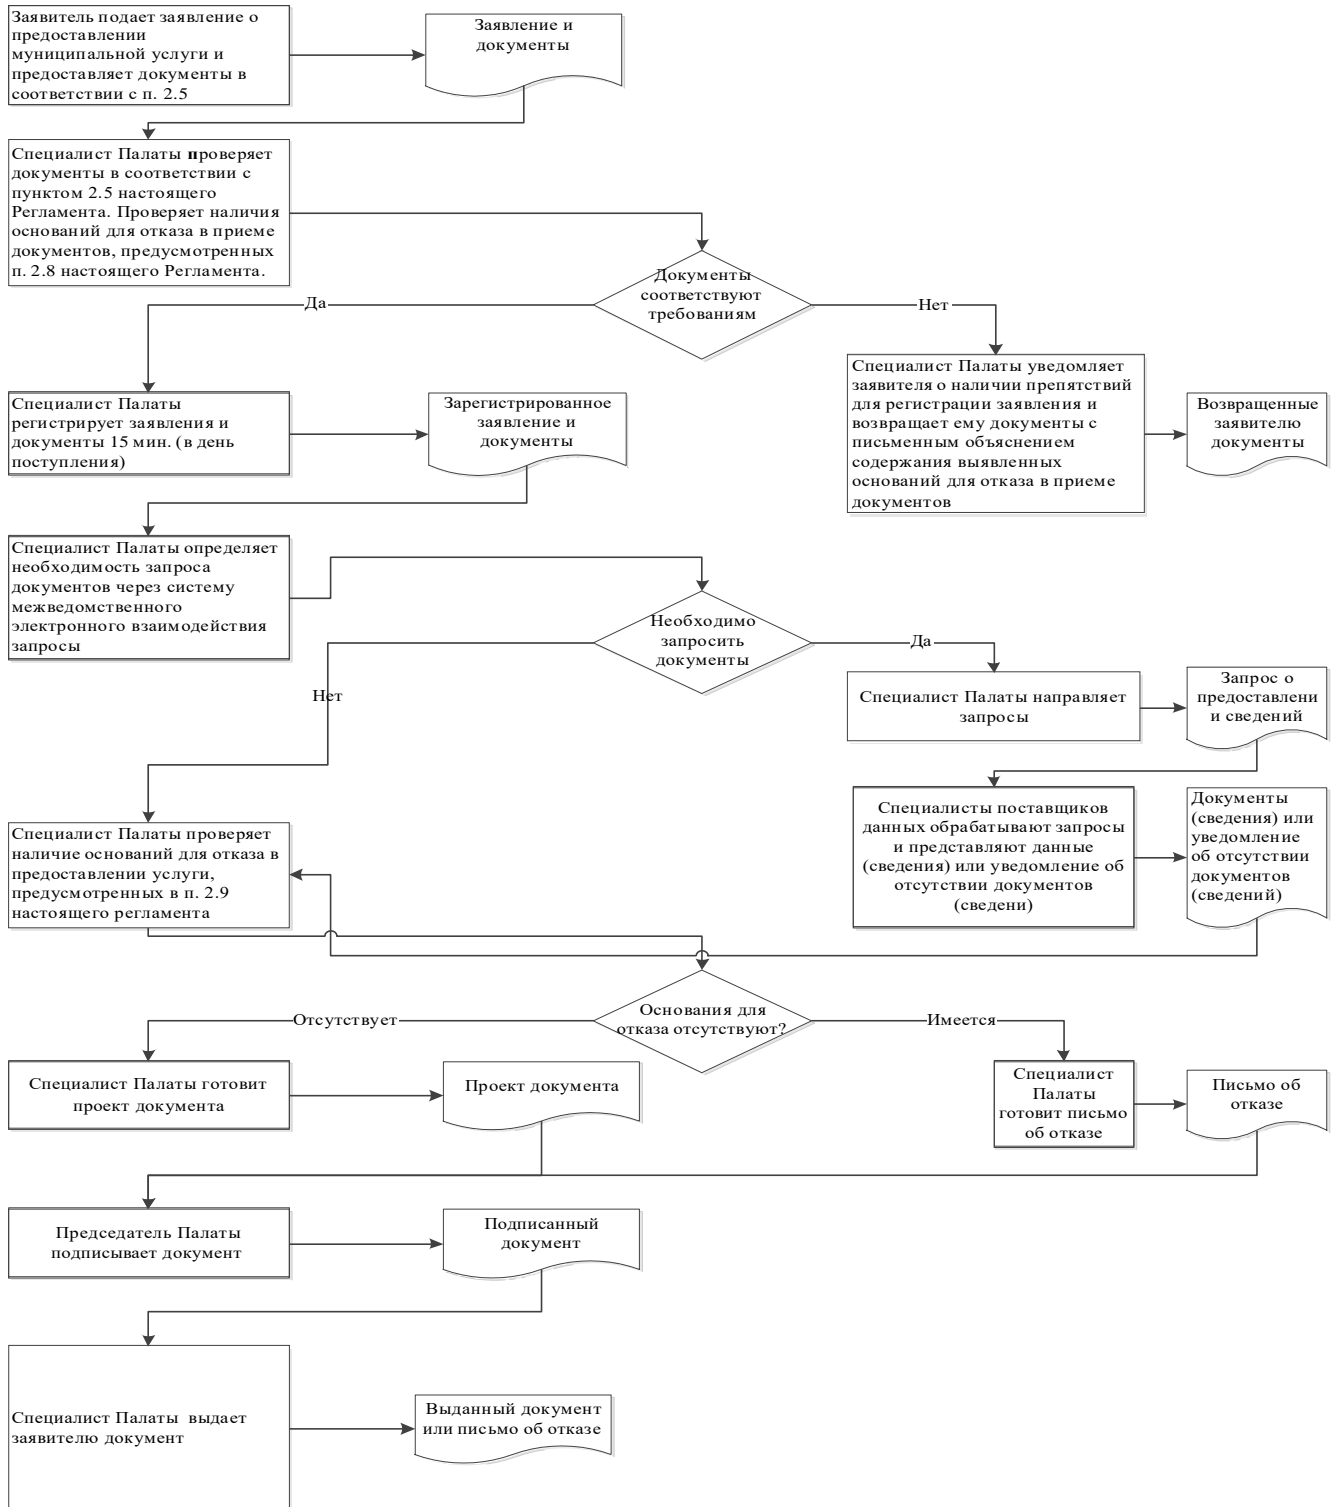 Заявитель подает заявление о
предоставлении
муниципальной услуги и
предоставляет документы в
соответствии с п. 2.5
Заявление и
документы
Специалист Палаты проверяет
документы в соответствии с
пунктом 2.5 настоящего
Регламента. Проверяет наличия
оснований для отказа в приеме
документов, предусмотренных
п. 2.8 настоящего Регламента.
Документы
соответствуют
требованиям
Да
Нет
Специалист Палаты
регистрирует заявления и
документы 15 мин. (в день
поступления)
Зарегистрированное
заявление и
документы
Специалист Палаты уведомляет
заявителя о наличии препятствий
для регистрации заявления и
возвращает ему документы с
письменным объяснением
содержания выявленных
оснований для отказа в приеме
документов
Возвращенные
заявителю
документы
Специалист Палаты определяет
необходимость запроса
документов через систему
межведомственного
электронного взаимодействия
запросы
Необходимо
запросить
документы
Да
Нет
Специалист Палаты направляет
запросы
Запрос о
предоставлени
и сведений
Специалисты поставщиков
данных обрабатывают запросы
и представляют данные
(сведения) или уведомление об
отсутствии документов
(сведени)
Документы
(сведения) или
уведомление
об отсутствии
документов
(сведений)
Специалист Палаты проверяет
наличие оснований для отказа в
предоставлении услуги,
предусмотренных в п. 2.9
настоящего регламента
Основания для
отказа отсутствуют?
Отсутствует
Имеется
Специалист Палаты готовит
проект документа
Проект документа
Специалист
Палаты
готовит письмо
об отказе
Письмо об
отказе
Председатель Палаты
подписывает документ
Подписанный
документ
Специалист Палаты выдает
заявителю документ
Выданный документ
или письмо об отказе